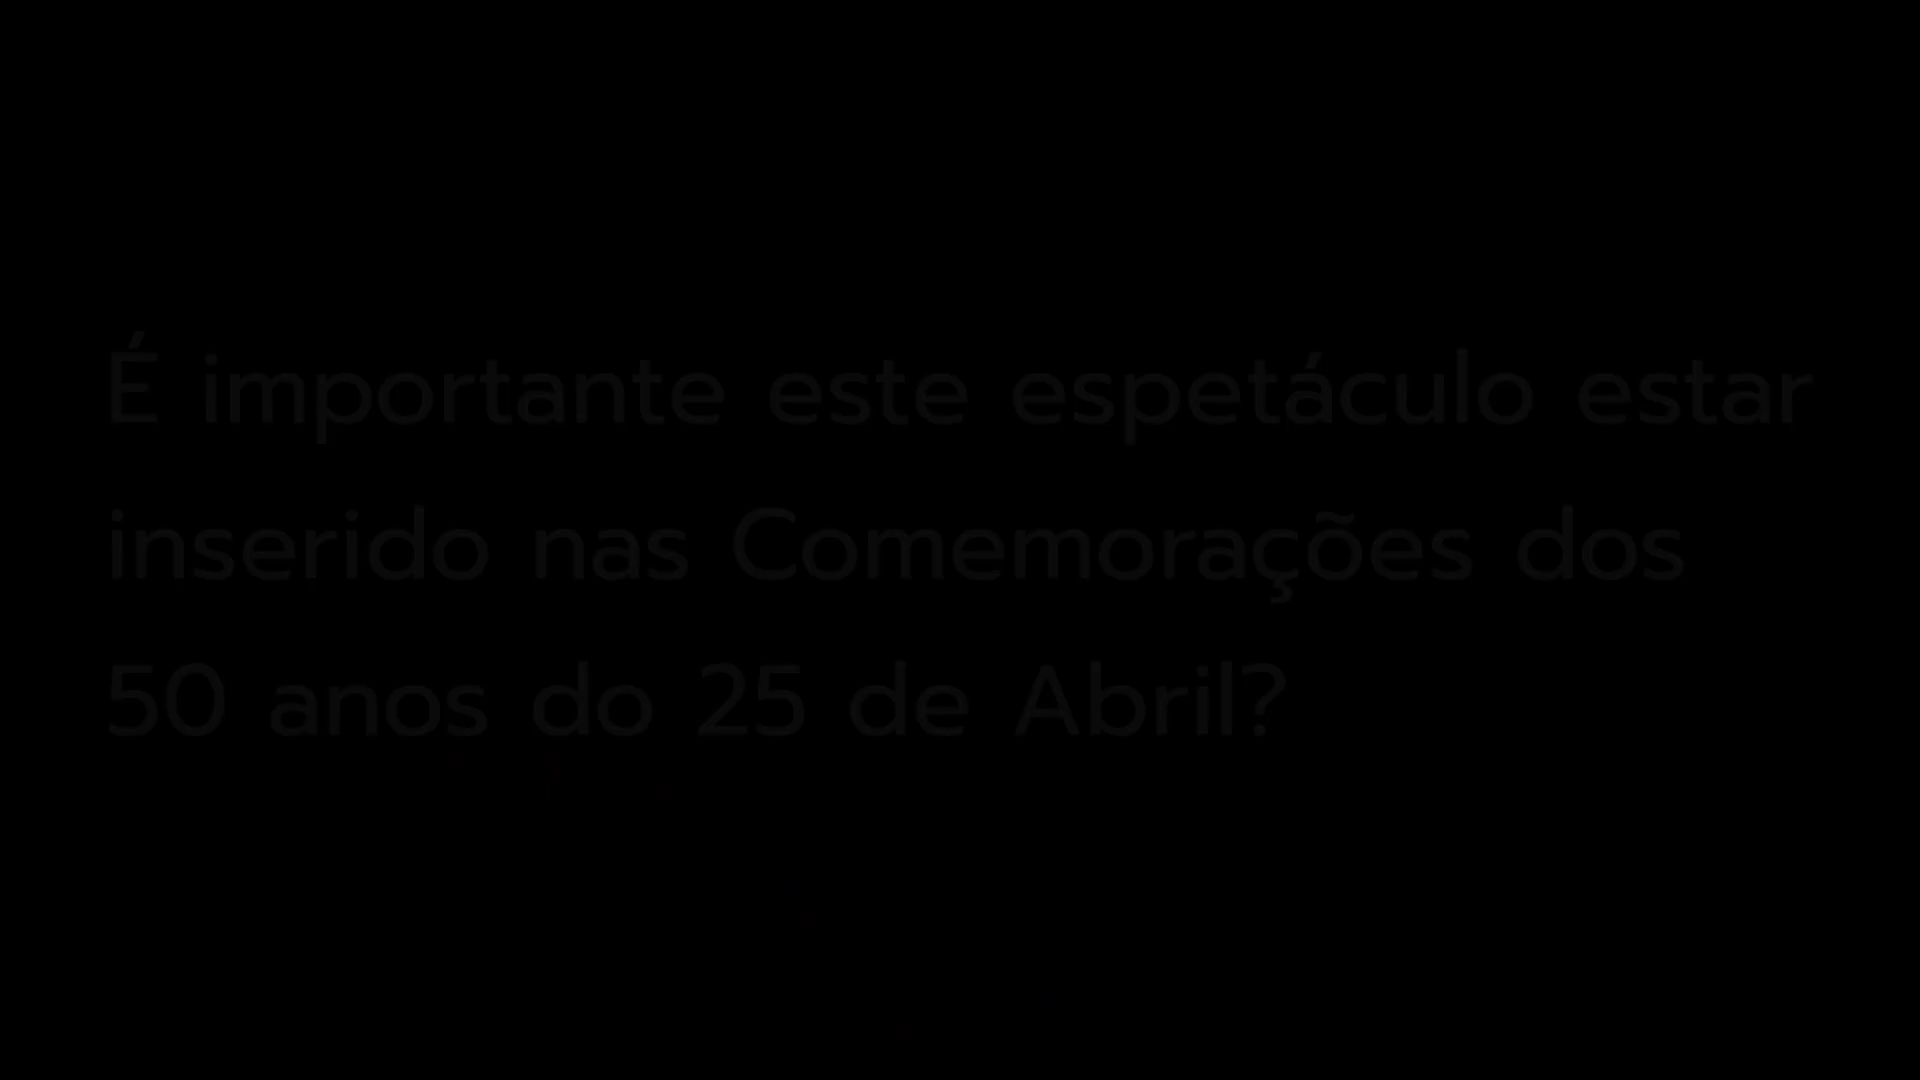 É importante este espetáculo estar
inserido nas Comemorações dos
50 anos do 25 de Abril?